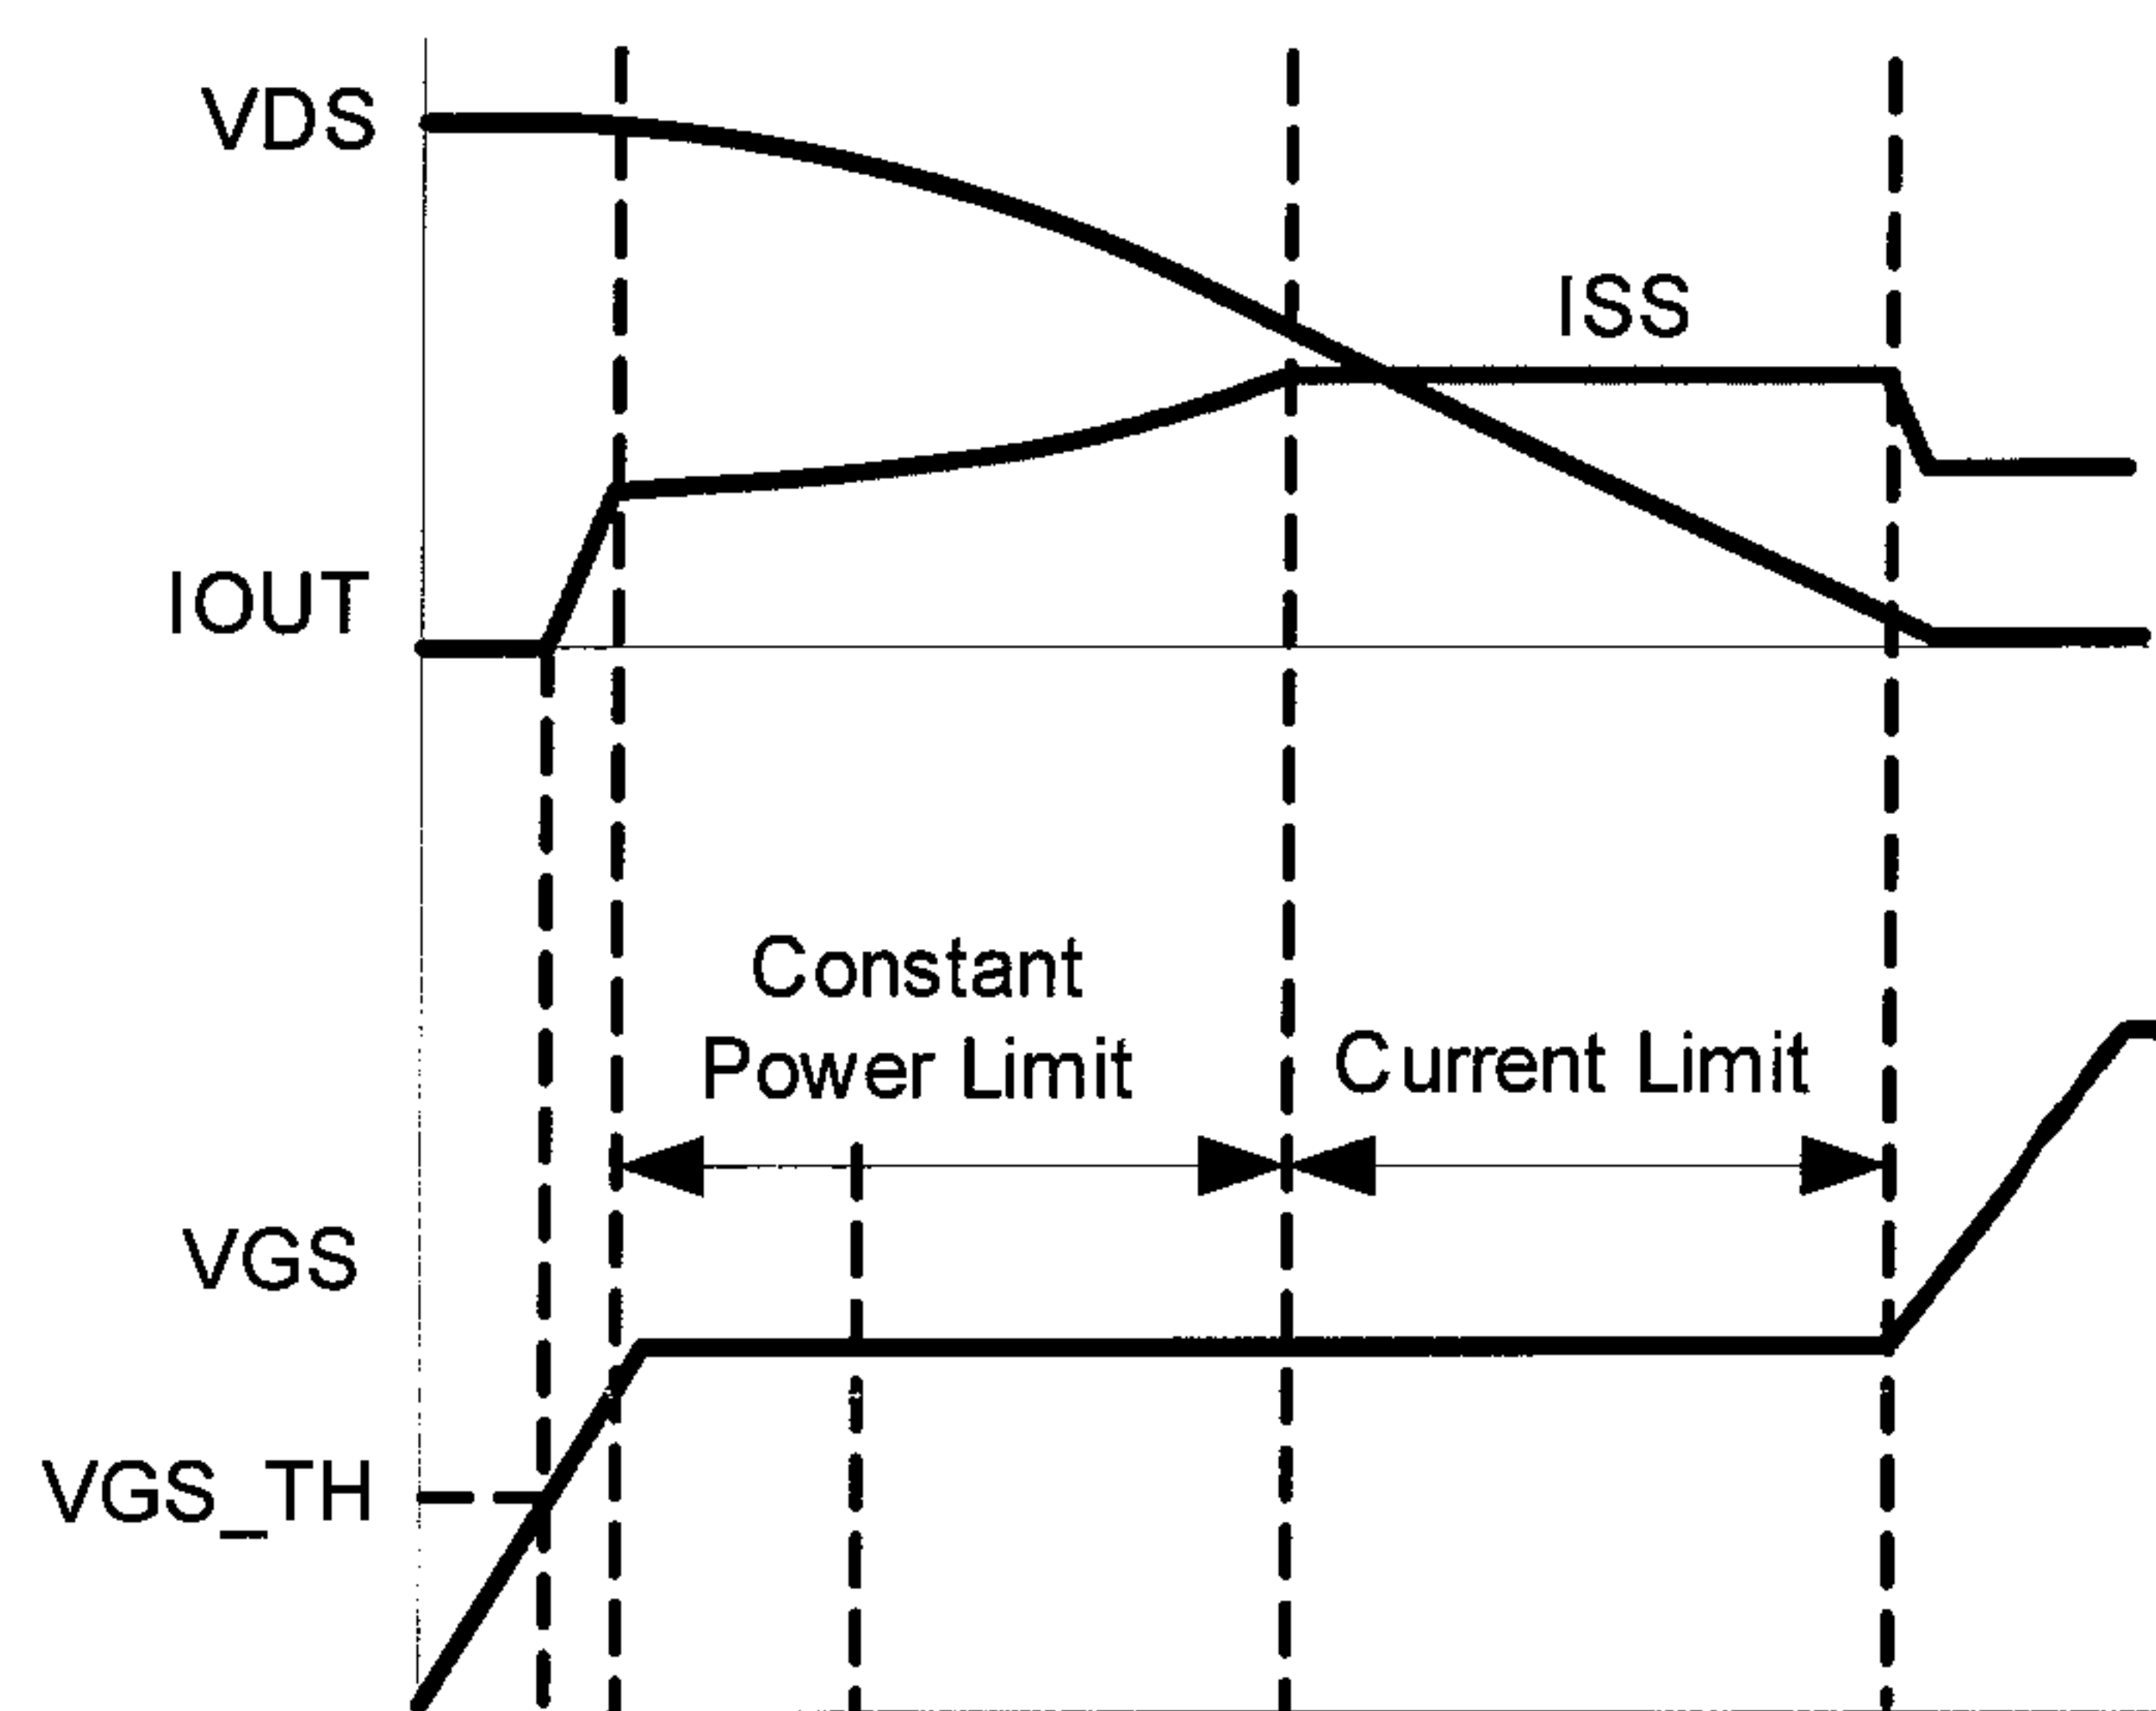 VDS
ISS
IOUT
Constant
Power Limit
Current Limit
VGS
VGS_TH